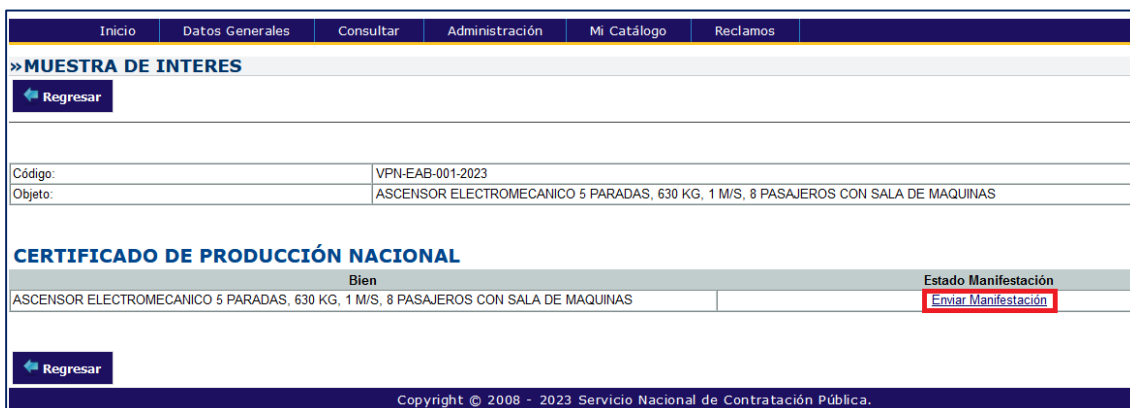 Inicio Datos Generales Consultar Administración Mi Catálogo Reclamos
»MUESTRA DE INTERES
Regresar
Código: VPN-EAB-001-2023
Objeto: ASCENSOR ELECTROMECANICO 5 PARADAS, 630 KG, 1 M/S, 8 PASAJEROS CON SALA DE MAQUINAS
CERTIFICADO DE PRODUCCIÓN NACIONAL
Bien Estado Manifestación
ASCENSOR ELECTROMECANICO 5 PARADAS, 630 KG, 1 M/S, 8 PASAJEROS CON SALA DE MAQUINAS Enviar Manifestación
Regresar
Copyright © 2008 - 2023 Servicio Nacional de Contratación Pública.